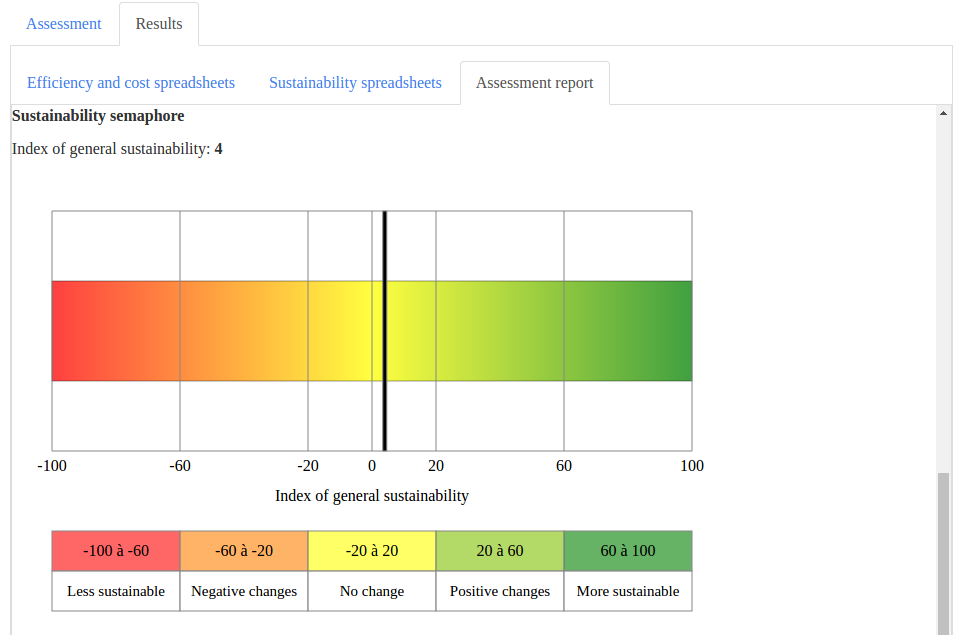 Assessment Results
Efficiency and cost spreadsheets Sustainability spreadsheets Assessment report
Sustainability semaphore
Index of general sustainability: 4
-100 -60 -20 0 20 60 100
Index of general sustainability
-100 à -60 -60 à -20 -20 à 20 20 à 60 60 à 100
Less sustainable Negative changes No change Positive changes More sustainable